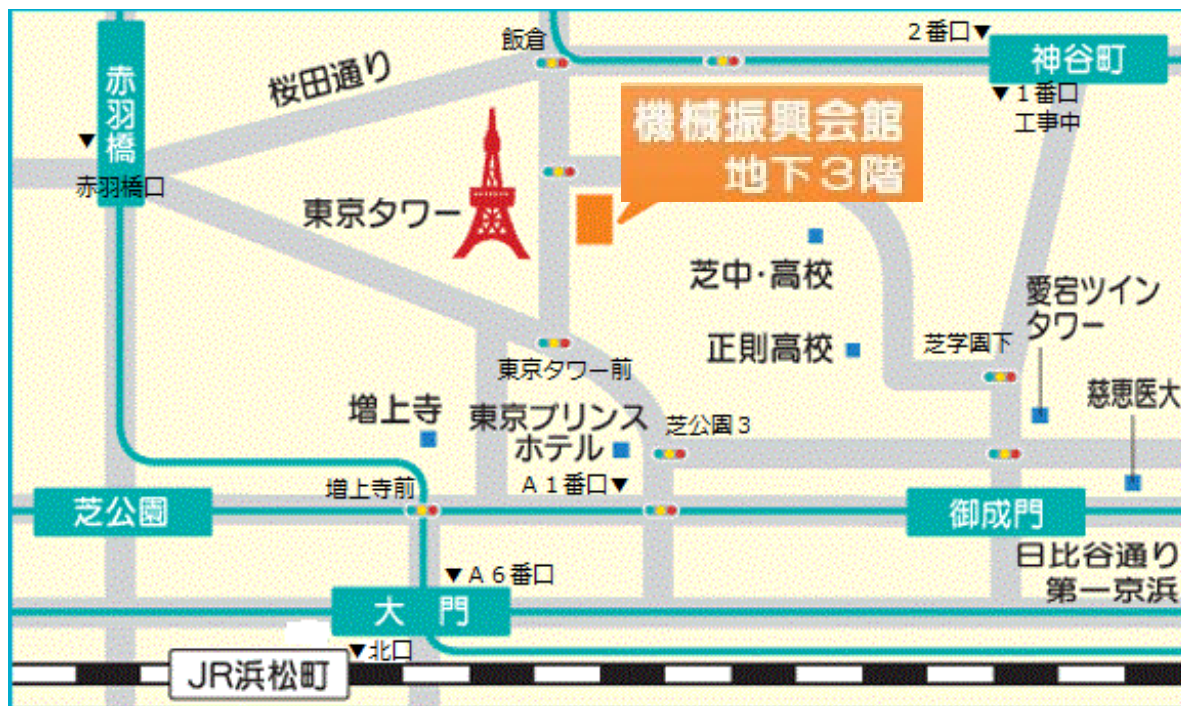 飯倉
2番口▼
神谷町
▼1番口
工事中
桜田通り
赤羽橋
▼
赤羽橋口
機械振興会館
地下3階
東京タワー
芝中・高校
愛宕ツイン
タワー
正則高校
芝学園下
東京タワー前
慈恵医大
増上寺
東京プリンス
ホテル
芝公園3
A1番口▼
増上寺前
芝公園
御成門
日比谷通り
第一京浜
▼A6番口
大門
▼北口
JR浜松町